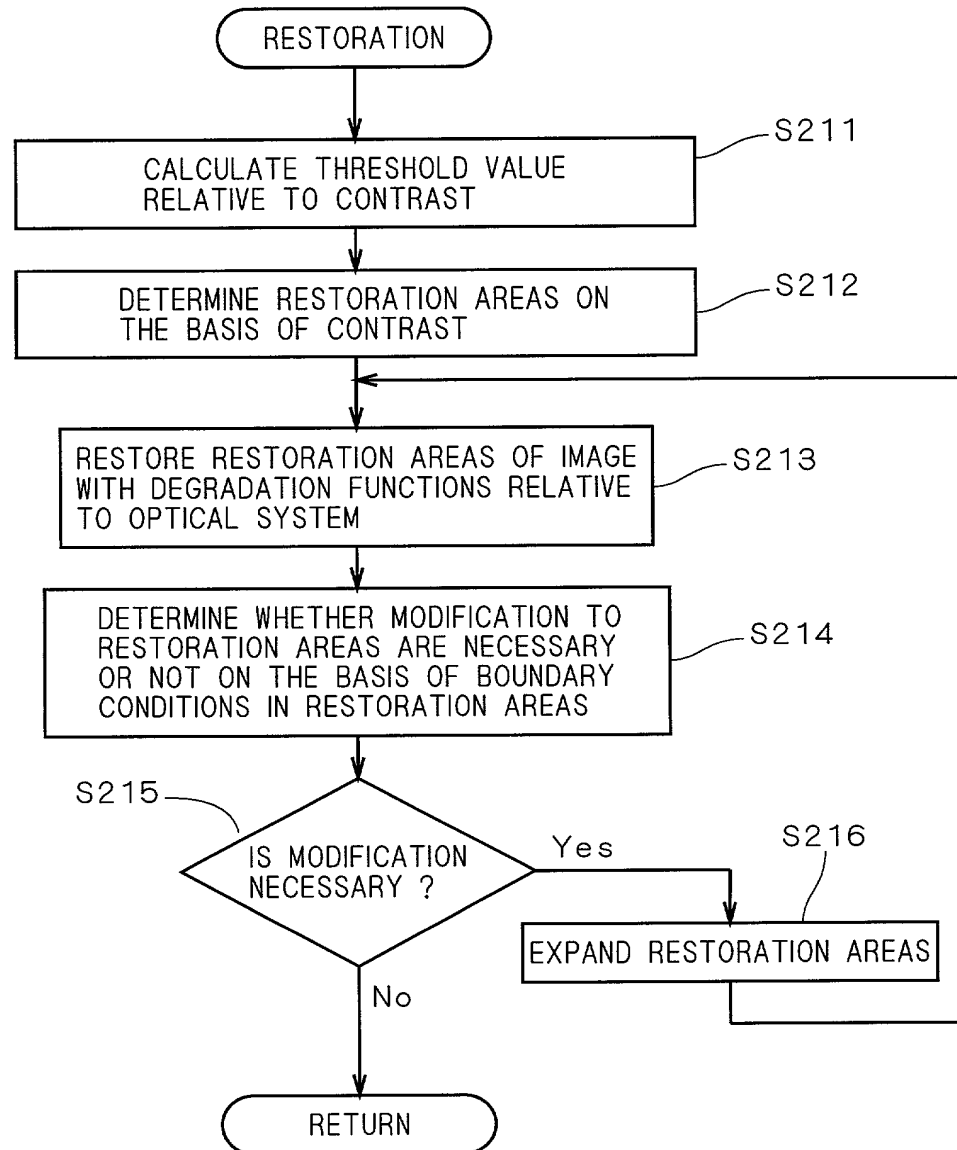 RESTORATION
S211
CALCULATE THRESHOLD VALUE
RELATIVE TO CONTRAST
S212
DETERMINE RESTORATION AREAS ON
THE BASIS OF CONTRAST
S213
RESTORE RESTORATION AREAS OF IMAGE
WITH DEGRADATION FUNCTIONS RELATIVE
TO OPTICAL SYSTEM
S214
DETERMINE WHETHER MODIFICATION TO
RESTORATION AREAS ARE NECESSARY
OR NOT ON THE BASIS OF BOUNDARY
CONDITIONS IN RESTORATION AREAS
S215
IS MODIFICATION
NECESSARY ?
Yes
S216
EXPAND RESTORATION AREAS
No
RETURN